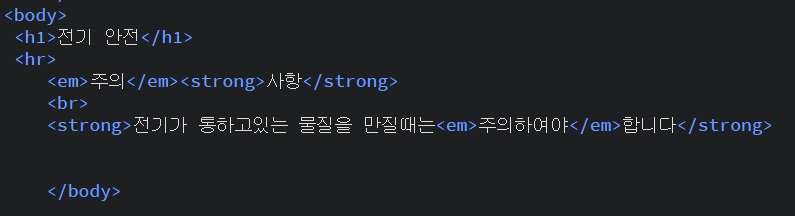 <body>
<h1>전기 안전</h1>
<hr>
<em>주의</em><strong>사항</strong>
<br>
<strong>전기가 통하고있는 물질을 만질때는<em>주의하여야</em>합니다</strong>
</body>